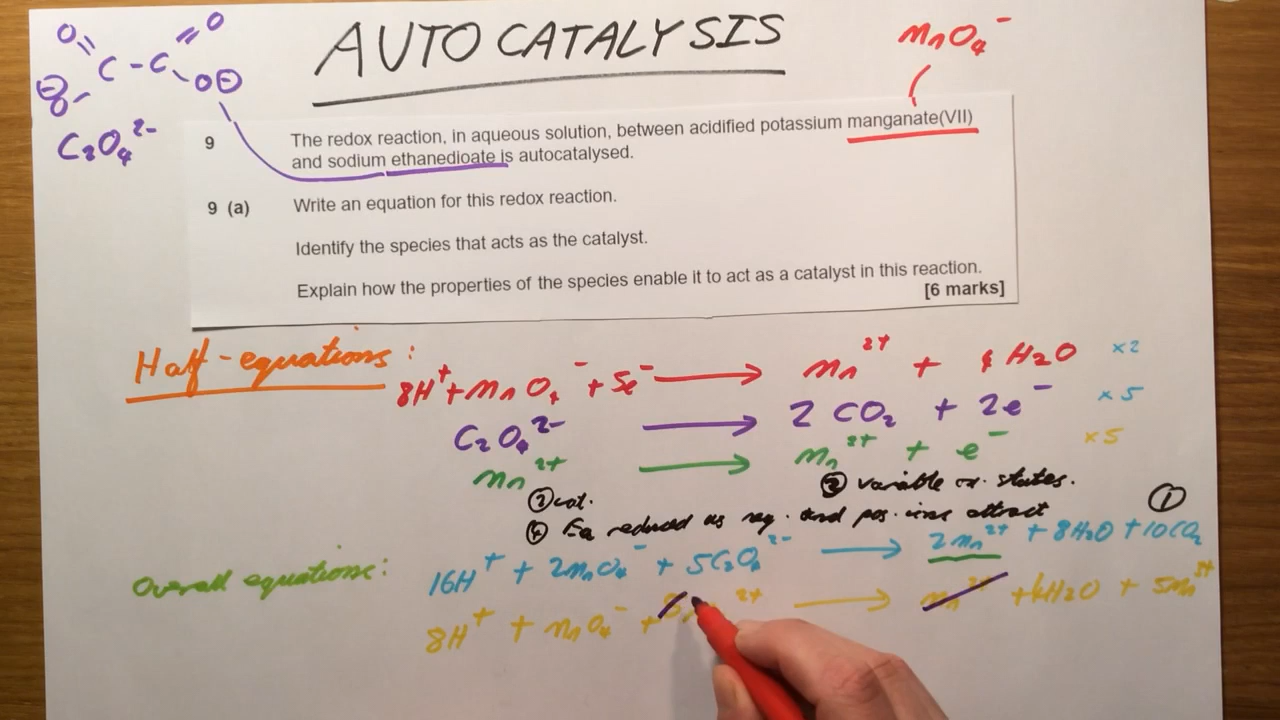 AUTOCATALYSIS
MnO4⁻
O
O
C - C
⊖
O
O⊖
C2O4²⁻
9 The redox reaction, in aqueous solution, between acidified potassium manganate(VII)
and sodium ethanedioate is autocatalysed.
9 (a) Write an equation for this redox reaction.
Identify the species that acts as the catalyst.
Explain how the properties of the species enable it to act as a catalyst in this reaction.
[6 marks]
Half-equations:
8H⁺ + MnO4⁻ + 5e⁻ → Mn²⁺ + 4H2O ×2
C2O4²⁻ → 2CO2 + 2e⁻ ×5
Mn²⁺ → Mn³⁺ + e⁻ ×5
② cat. ③ variable ox. states.
④ Ea reduced as neg. and pos. ions attract ①
Overall equations: 16H⁺ + 2MnO4⁻ + 5C2O4²⁻ → 2Mn²⁺ + 8H2O + 10CO2
8H⁺ + MnO4⁻ + ²⁺ → Mn²⁺ + 4H2O + 5Mn³⁺